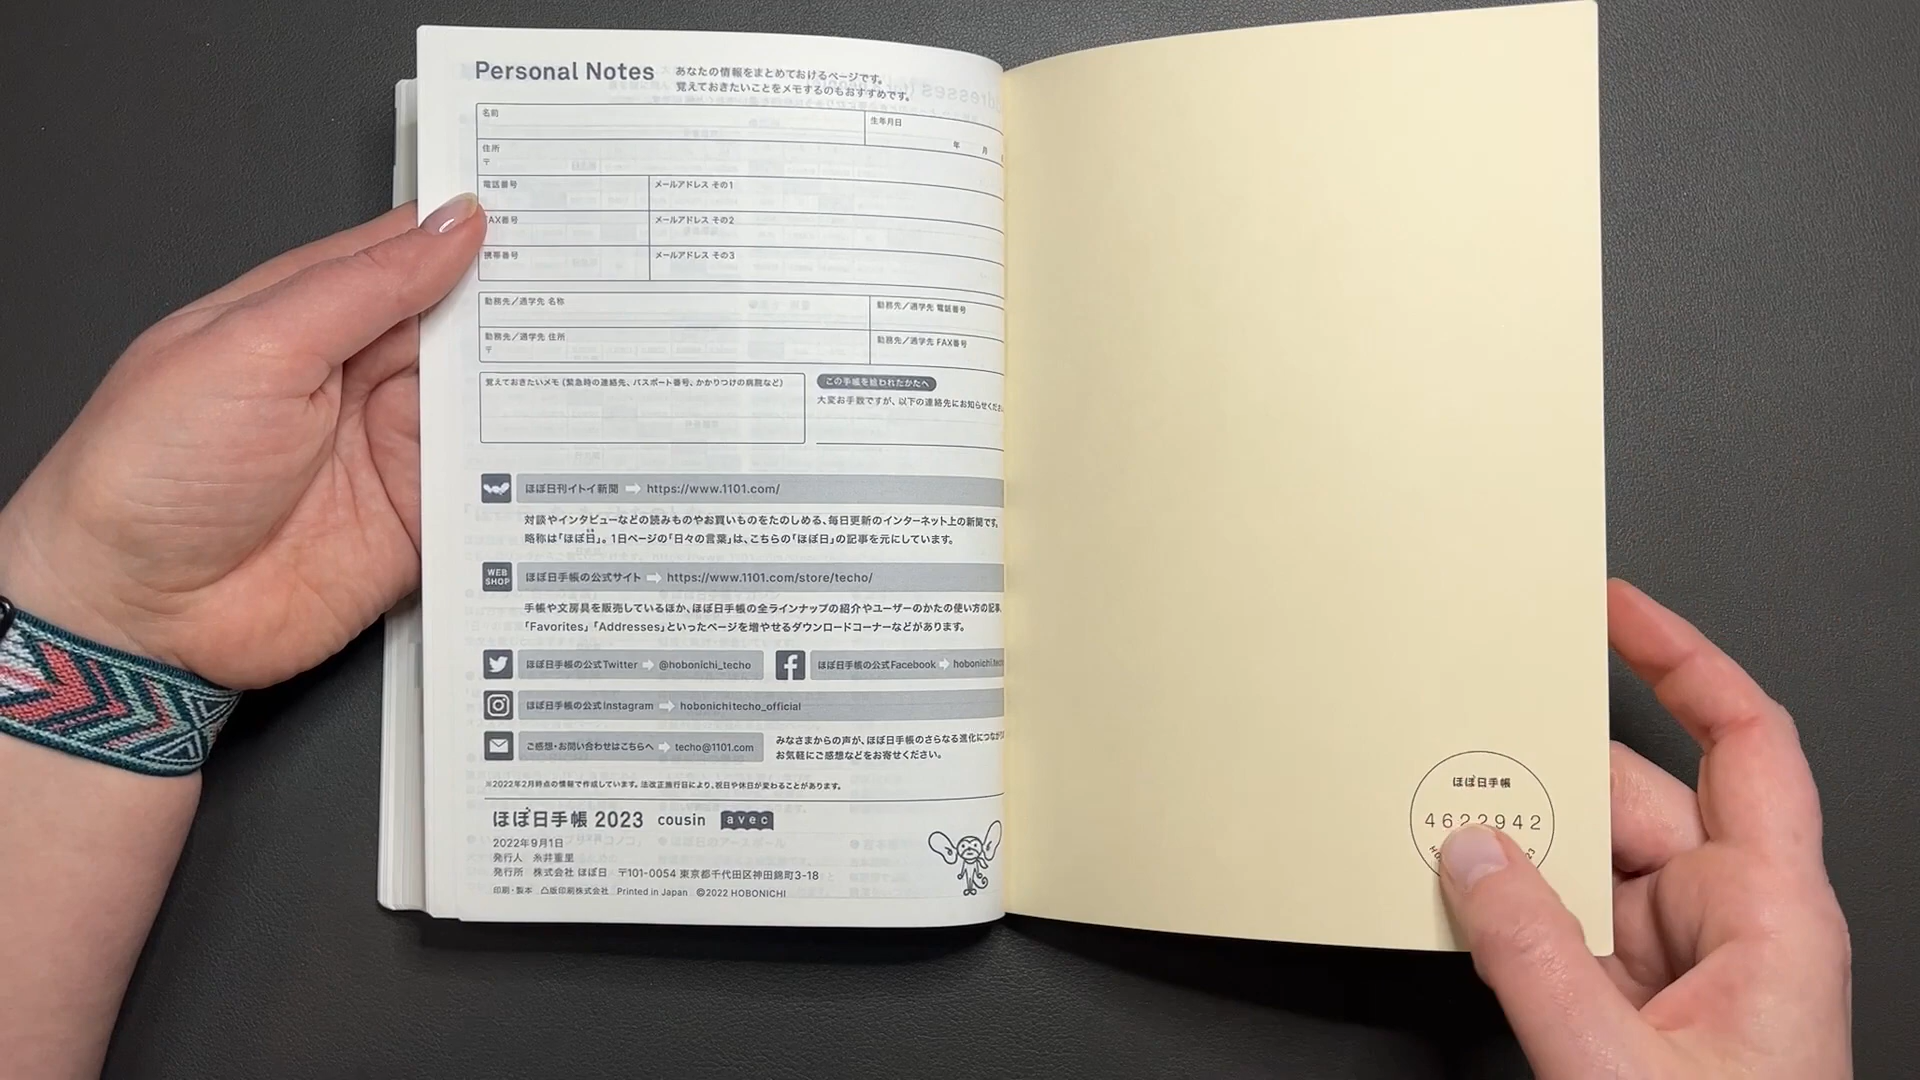 Personal Notes
あなたの情報をまとめておけるページです。
覚えておきたいことをメモするのもおすすめです。
名前
生年月日
年 月
住所
〒
電話番号
メールアドレス その1
FAX番号
メールアドレス その2
携帯番号
メールアドレス その3
勤務先／通学先 名称
勤務先／通学先 電話番号
勤務先／通学先 住所
〒
勤務先／通学先 FAX番号
覚えておきたいメモ（緊急時の連絡先、パスポート番号、かかりつけの病院など）
この手帳を拾われたかたへ
大変お手数ですが、以下の連絡先にお知らせくださ
ほぼ日刊イトイ新聞 ➡ https://www.1101.com/
対談やインタビューなどの読みものやお買いものをたのしめる、毎日更新のインターネット上の新聞です。
略称は「ほぼ日」。1日ページの「日々の言葉」は、こちらの「ほぼ日」の記事を元にしています。
WEB
SHOP
ほぼ日手帳の公式サイト ➡ https://www.1101.com/store/techo/
手帳や文房具を販売しているほか、ほぼ日手帳の全ラインナップの紹介やユーザーのかたの使い方の記事、
「Favorites」「Addresses」といったページを増やせるダウンロードコーナーなどがあります。
ほぼ日手帳の公式Twitter ➡ @hobonichi_techo
ほぼ日手帳の公式Facebook ➡ hobonichi.tech
ほぼ日手帳の公式Instagram ➡ hobonichitecho_official
ご感想・お問い合わせはこちらへ ➡ techo@1101.com
みなさまからの声が、ほぼ日手帳のさらなる進化につなが
お気軽にご感想などをお寄せください。
※2022年2月時点の情報で作成しています。法改正施行日により、祝日や休日が変わることがあります。
ほぼ日手帳 2023 cousin avec
2022年9月1日
発行人 糸井重里
発行所 株式会社 ほぼ日 〒101-0054 東京都千代田区神田錦町3-18
印刷・製本 凸版印刷株式会社 Printed in Japan ©2022 HOBONICHI
ほぼ日手帳
4622942